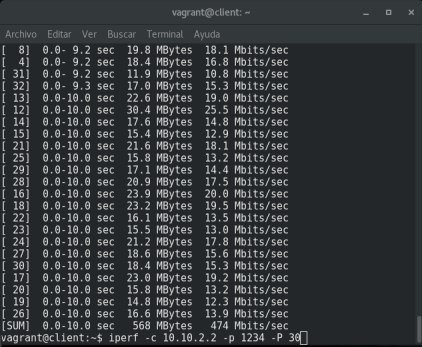 vagrant@client: ~
Archivo Editar Ver Buscar Terminal Ayuda
[  8]  0.0- 9.2 sec  19.8 MBytes  18.1 Mbits/sec
[  4]  0.0- 9.2 sec  18.4 MBytes  16.8 Mbits/sec
[ 31]  0.0- 9.2 sec  11.9 MBytes  10.8 Mbits/sec
[ 32]  0.0- 9.3 sec  17.0 MBytes  15.3 Mbits/sec
[ 13]  0.0-10.0 sec  22.6 MBytes  19.0 Mbits/sec
[ 12]  0.0-10.0 sec  30.4 MBytes  25.5 Mbits/sec
[ 14]  0.0-10.0 sec  17.6 MBytes  14.8 Mbits/sec
[ 15]  0.0-10.0 sec  15.4 MBytes  12.9 Mbits/sec
[ 21]  0.0-10.0 sec  21.6 MBytes  18.1 Mbits/sec
[ 25]  0.0-10.0 sec  15.8 MBytes  13.2 Mbits/sec
[ 29]  0.0-10.0 sec  17.1 MBytes  14.4 Mbits/sec
[ 28]  0.0-10.0 sec  20.9 MBytes  17.5 Mbits/sec
[ 16]  0.0-10.0 sec  23.9 MBytes  20.0 Mbits/sec
[ 18]  0.0-10.0 sec  23.2 MBytes  19.5 Mbits/sec
[ 22]  0.0-10.0 sec  16.1 MBytes  13.5 Mbits/sec
[ 23]  0.0-10.0 sec  15.5 MBytes  13.0 Mbits/sec
[ 24]  0.0-10.0 sec  21.2 MBytes  17.8 Mbits/sec
[ 27]  0.0-10.0 sec  18.6 MBytes  15.6 Mbits/sec
[ 30]  0.0-10.0 sec  18.4 MBytes  15.3 Mbits/sec
[ 17]  0.0-10.0 sec  23.0 MBytes  19.2 Mbits/sec
[ 20]  0.0-10.0 sec  15.8 MBytes  13.2 Mbits/sec
[ 19]  0.0-10.0 sec  14.8 MBytes  12.3 Mbits/sec
[ 26]  0.0-10.0 sec  16.6 MBytes  13.9 Mbits/sec
[SUM]  0.0-10.0 sec   568 MBytes   474 Mbits/sec
vagrant@client:~$ iperf -c 10.10.2.2 -p 1234 -P 30